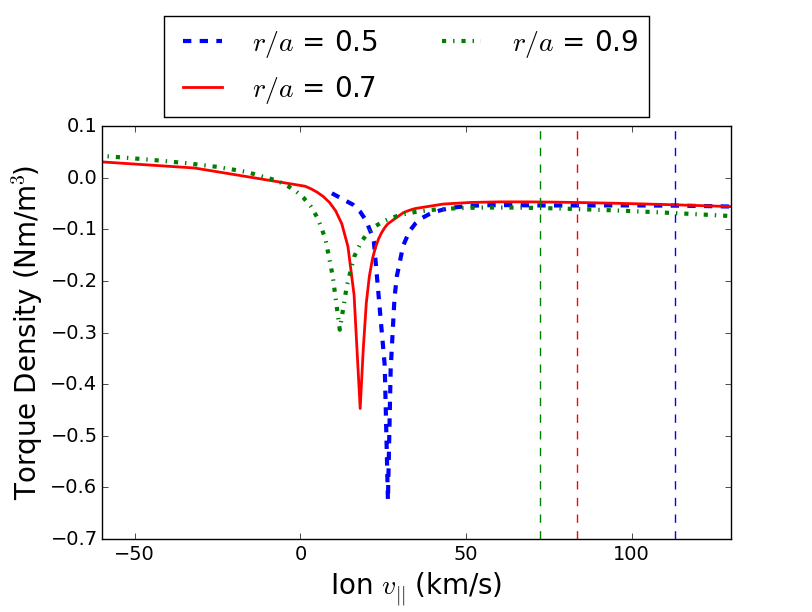 r/a = 0.5 r/a = 0.9
r/a = 0.7
0.1
0.0
−0.1
−0.2
−0.3
−0.4
−0.5
−0.6
−0.7
Torque Density (Nm/m³)
−50 0 50 100
Ion v|| (km/s)